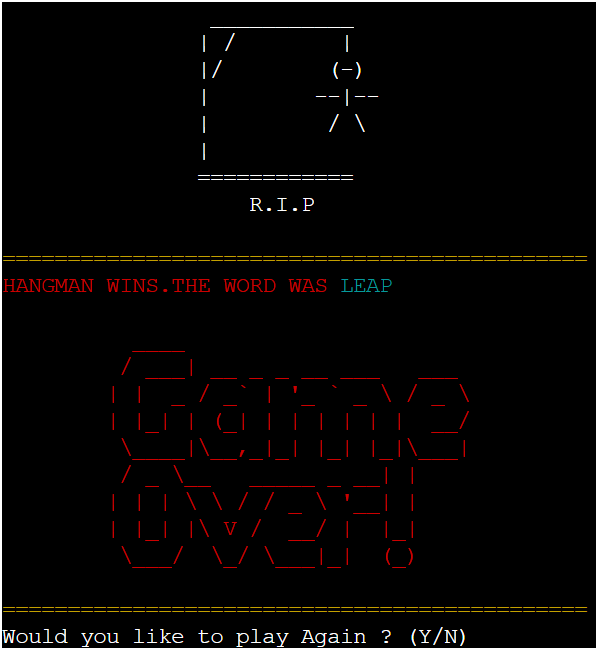 R.I.P
HANGMAN WINS.THE WORD WAS LEAP
Game
Over!
Would you like to play Again ? (Y/N)